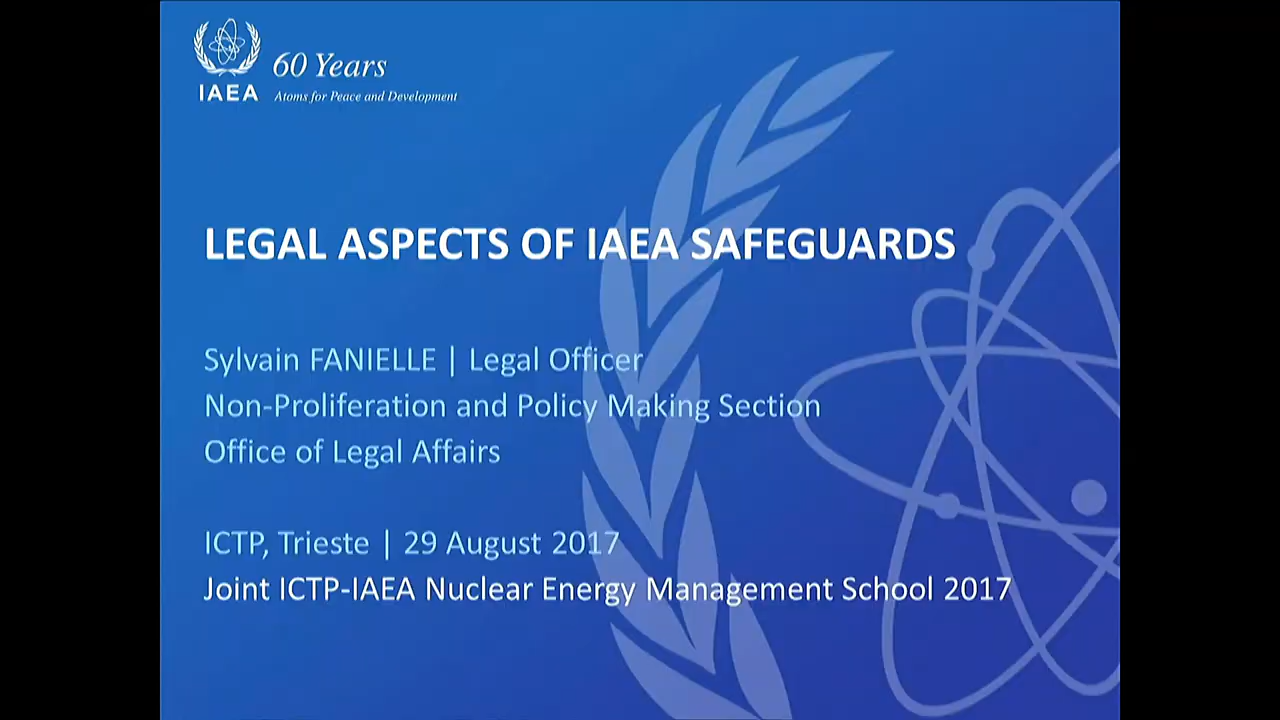 60 Years
IAEA
Atoms for Peace and Development
LEGAL ASPECTS OF IAEA SAFEGUARDS
Sylvain FANIELLE | Legal Officer
Non-Proliferation and Policy Making Section
Office of Legal Affairs
ICTP, Trieste | 29 August 2017
Joint ICTP-IAEA Nuclear Energy Management School 2017